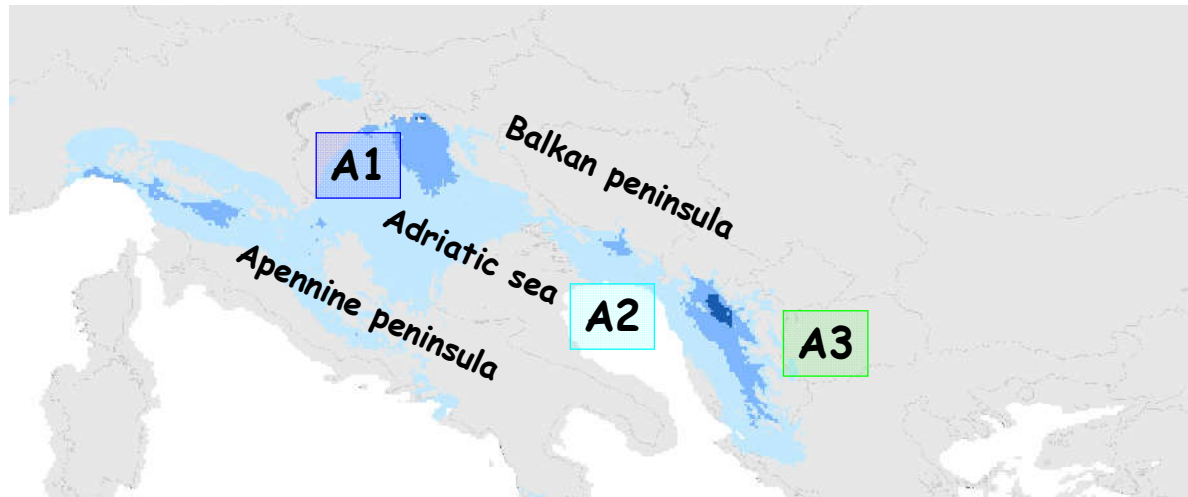 Balkan peninsula
A1
Adriatic sea
Apennine peninsula
A2
A3